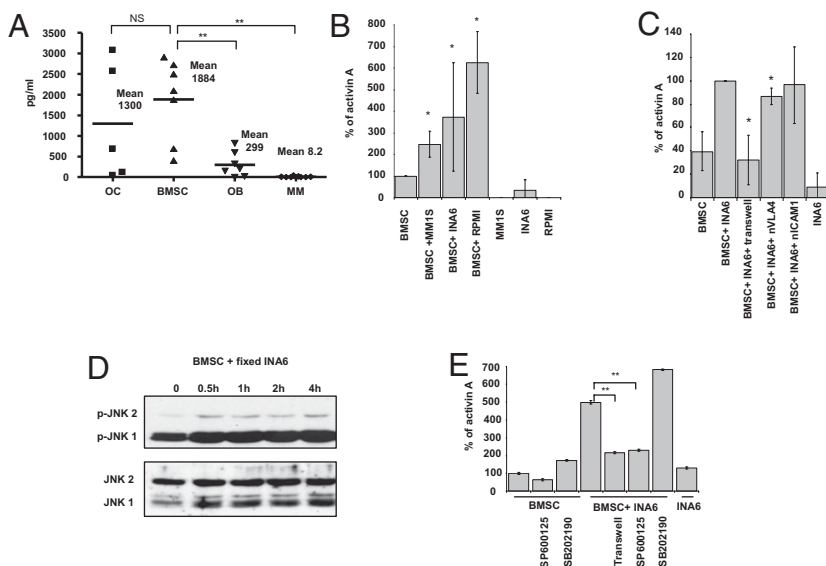 A
NS
**
**
pg/ml
3500
3000
2500
2000
1500
1000
500
0
Mean
1300
Mean
1884
Mean
299
Mean 8.2
OC
BMSC
OB
MM
B
% of activin A
800
700
600
500
400
300
200
100
0
*
*
*
BMSC
BMSC +MM1S
BMSC+ INA6
BMSC+ RPMI
MM1S
INA6
RPMI
C
% of activin A
140
120
100
80
60
40
20
0
*
*
BMSC
BMSC+ INA6
BMSC+ INA6+ transwell
BMSC+ INA6+ nVLA4
BMSC+ INA6+ nICAM1
INA6
D
BMSC + fixed INA6
0 0.5h 1h 2h 4h
p-JNK 2
p-JNK 1
JNK 2
JNK 1
E
% of activin A
700
600
500
400
300
200
100
0
**
**
BMSC
BMSC+ INA6
INA6
SP600125
SB202190
Transwell
SP600125
SB202190